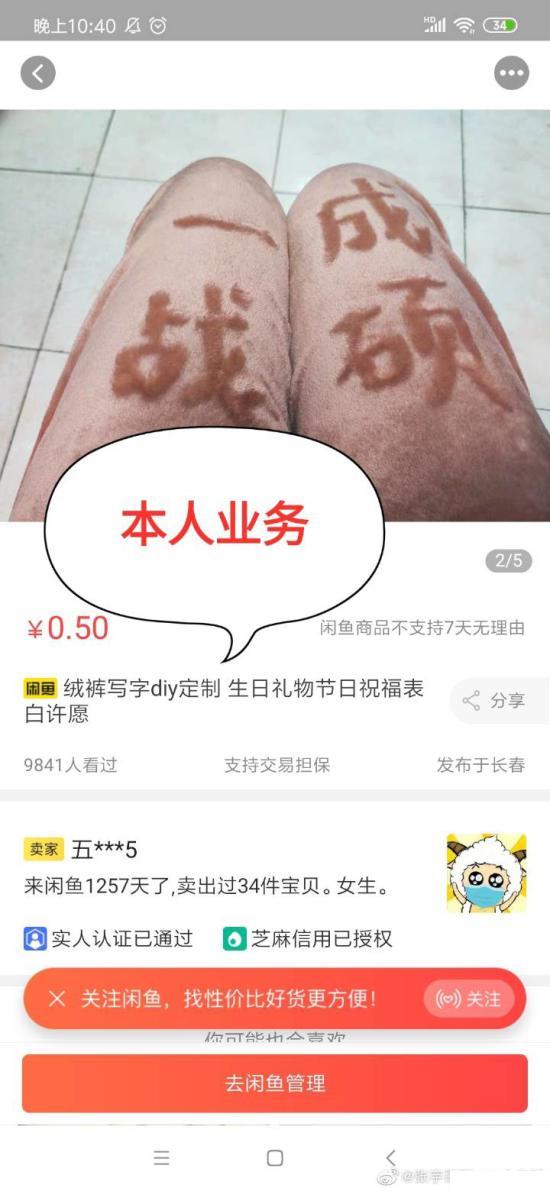 晚上10:40
HD
34
一 成
战 硕
本人业务
2/5
¥0.50
闲鱼商品不支持7天无理由
闲鱼 绒裤写字diy定制 生日礼物节日祝福表
白许愿
分享
9841人看过 支持交易担保 发布于长春
卖家 五***5
来闲鱼1257天了,卖出过34件宝贝。女生。
实人认证已通过 芝麻信用已授权
关注闲鱼，找性价比好货更方便！ 关注
你可能也会喜欢
去闲鱼管理
@张宇